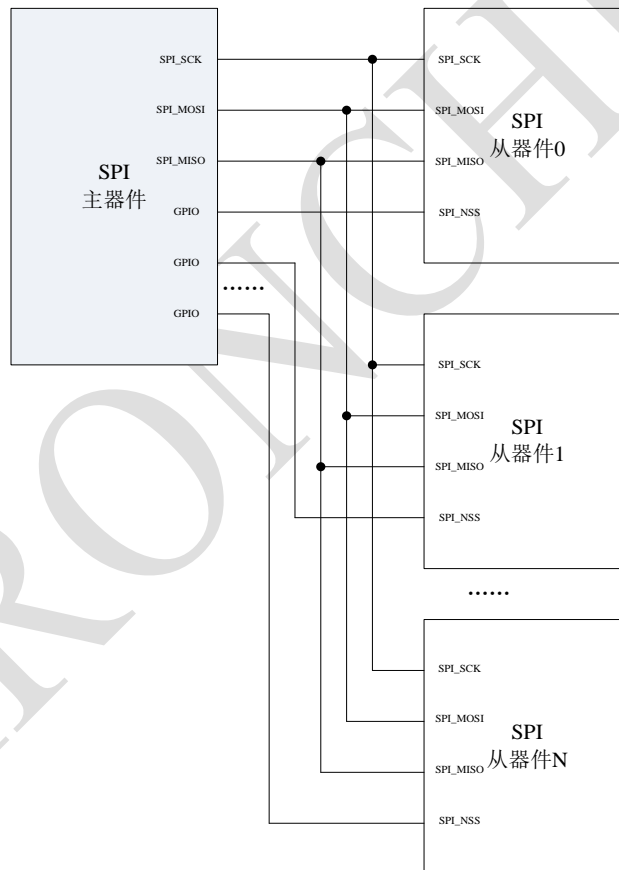 SPI_SCK
SPI_MOSI
SPI_MISO
GPIO
GPIO
GPIO
SPI
主器件
......
SPI_SCK
SPI_MOSI
SPI_MISO
SPI_NSS
SPI
从器件0
SPI_SCK
SPI_MOSI
SPI_MISO
SPI_NSS
SPI
从器件1
......
SPI_SCK
SPI_MOSI
SPI_MISO
SPI_NSS
SPI
从器件N